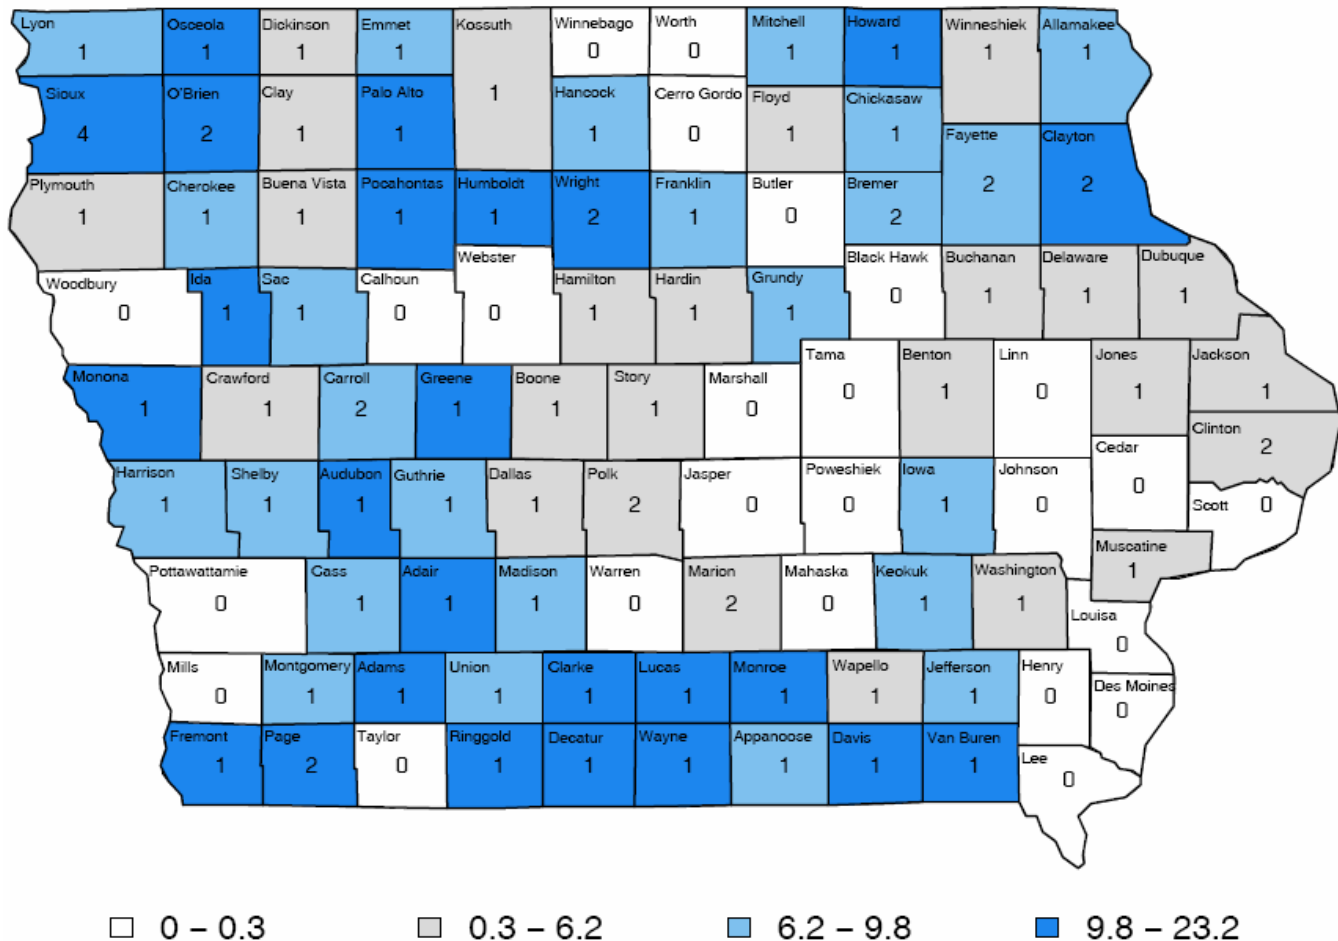 Lyon Osceola Dickinson Emmet Kossuth Winnebago Worth Mitchell Howard Winneshiek Allamakee
1 1 1 1 0 0 1 1 1 1
Sioux O'Brien Clay Palo Alto 1 Hancock Cerro Gordo Floyd Chickasaw
4 2 1 1 1 0 1 1
Fayette Clayton
2 2
Plymouth Cherokee Buena Vista Pocahontas Humboldt Wright Franklin Butler Bremer
1 1 1 1 1 2 1 0 2
Webster Black Hawk Buchanan Delaware Dubuque
0 0 1 1 1
Woodbury Ida Sac Calhoun Hamilton Hardin Grundy
0 1 1 0 1 1 1
Tama Benton Linn Jones Jackson
0 1 0 1 1
Monona Crawford Carroll Greene Boone Story Marshall
1 1 2 1 1 1 0
Clinton
2
Cedar
0
Harrison Shelby Audubon Guthrie Dallas Polk Jasper Poweshiek Iowa Johnson
1 1 1 1 1 2 0 0 1 0
Scott 0
Muscatine
1
Pottawattamie Cass Adair Madison Warren Marion Mahaska Keokuk Washington
0 1 1 1 0 2 0 1 1
Louisa
0
Mills Montgomery Adams Union Clarke Lucas Monroe Wapello Jefferson Henry
0 1 1 1 1 1 1 1 1 0
Des Moines
0
Fremont Page Taylor Ringgold Decatur Wayne Appanoose Davis Van Buren
1 2 0 1 1 1 1 1 1
Lee
0
0 – 0.3 0.3 – 6.2 6.2 – 9.8 9.8 – 23.2